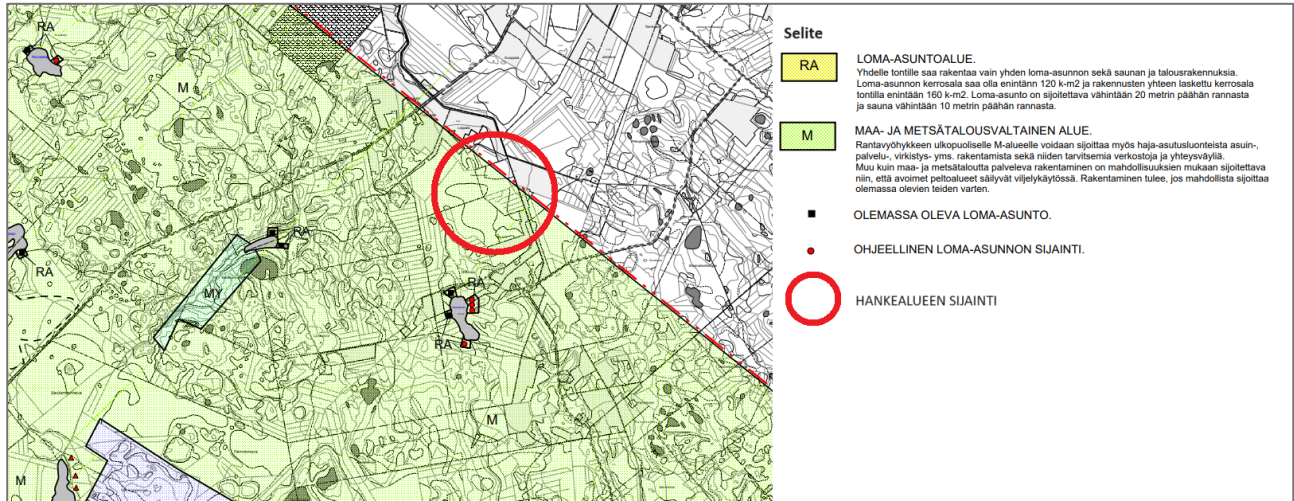 RA
M
RA
RA
MY
RA
RA
M
M
Selite
RA
LOMA-ASUNTOALUE.
Yhdelle tontille saa rakentaa vain yhden loma-asunnon sekä saunan ja talousrakennuksia.
Loma-asunnon kerrosala saa olla enintänn 120 k-m2 ja rakennusten yhteen laskettu kerrosala
tontilla enintään 160 k-m2. Loma-asunto on sijoitettava vähintään 20 metrin päähän rannasta
ja sauna vähintään 10 metrin päähän rannasta.
M
MAA- JA METSÄTALOUSVALTAINEN ALUE.
Rantavyöhykkeen ulkopuoliselle M-alueelle voidaan sijoittaa myös haja-asutusluonteista asuin-,
palvelu-, virkistys- yms. rakentamista sekä niiden tarvitsemia verkostoja ja yhteysväyliä.
Muu kuin maa- ja metsätaloutta palveleva rakentaminen on mahdollisuuksien mukaan sijoitettava
niin, että avoimet peltoalueet säilyvät viljelykäytössä. Rakentaminen tulee, jos mahdollista sijoittaa
olemassa olevien teiden varten.
OLEMASSA OLEVA LOMA-ASUNTO.
OHJEELLINEN LOMA-ASUNNON SIJAINTI.
HANKEALUEEN SIJAINTI